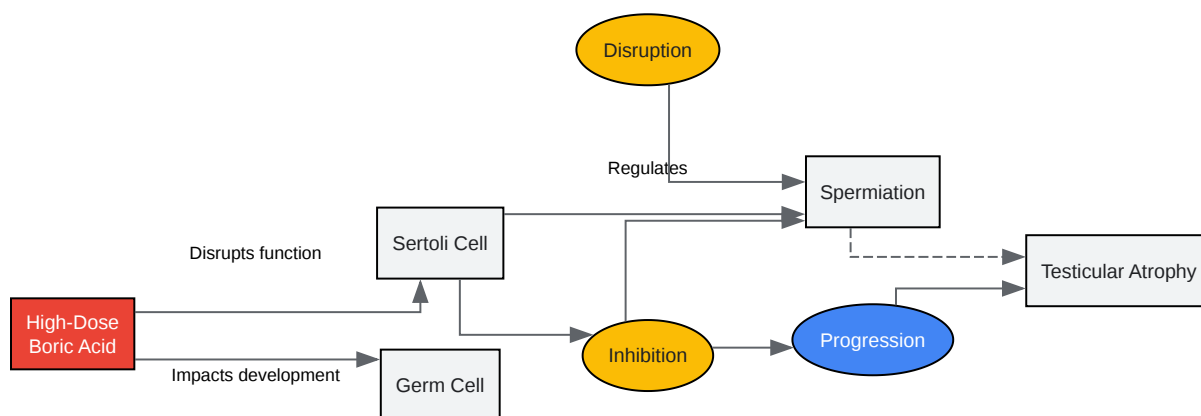 Disruption
Regulates
Spermiation
Sertoli Cell
Disrupts function
Testicular Atrophy
High-Dose
Boric Acid
Inhibition
Progression
Impacts development
Germ Cell